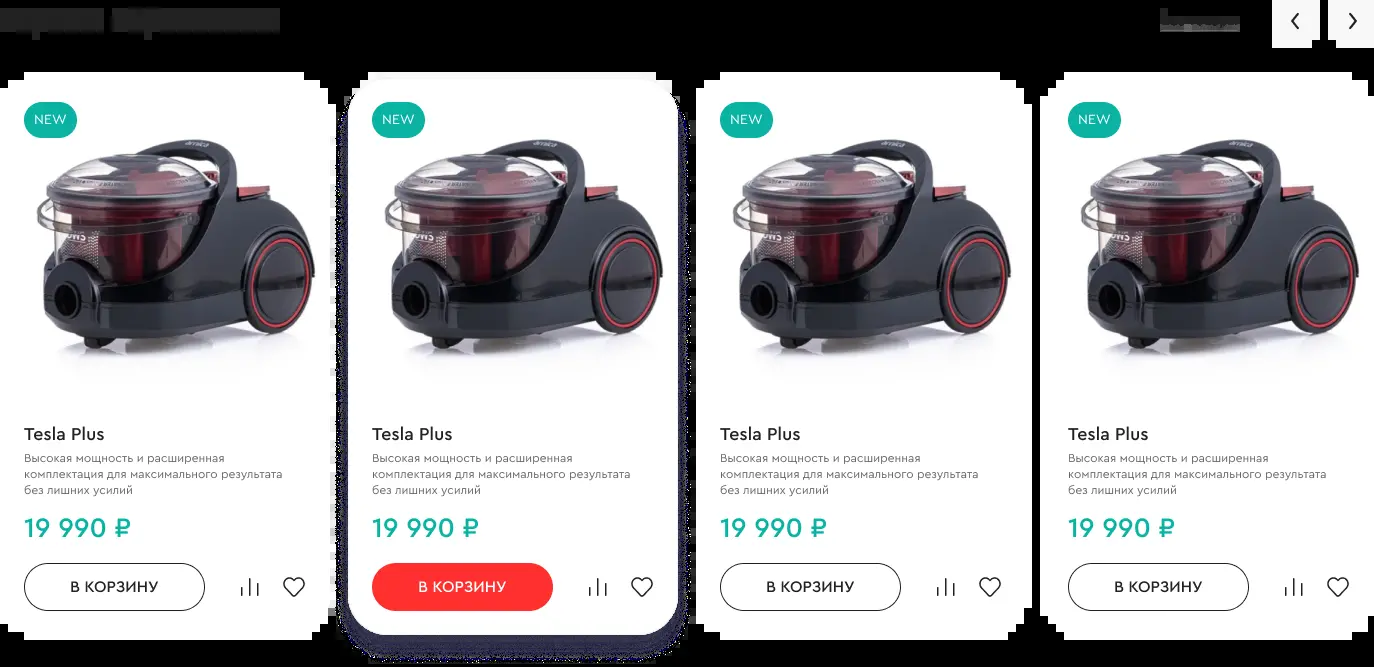 NEW
Tesla Plus
Высокая мощность и расширенная
комплектация для максимального результата
без лишних усилий
19 990 ₽
В КОРЗИНУ
NEW
Tesla Plus
Высокая мощность и расширенная
комплектация для максимального результата
без лишних усилий
19 990 ₽
В КОРЗИНУ
NEW
Tesla Plus
Высокая мощность и расширенная
комплектация для максимального результата
без лишних усилий
19 990 ₽
В КОРЗИНУ
NEW
Tesla Plus
Высокая мощность и расширенная
комплектация для максимального результата
без лишних усилий
19 990 ₽
В КОРЗИНУ